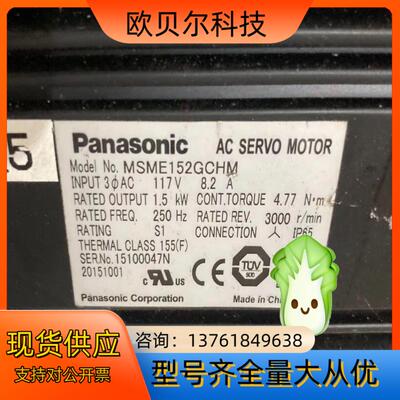 欧贝尔科技
5
Panasonic AC SERVO MOTOR
Model No. MSME152GCHM
INPUT 3ϕAC 117 V 8.2 A
RATED OUTPUT 1.5 kW CONT.TORQUE 4.77 N·m
RATED FREQ. 250 Hz RATED REV. 3000 r/min
RATING S1 CONNECTION 人 IP65
THERMAL CLASS 155(F)
SER.No.15100047N
20151001
Panasonic Corporation Made in
TÜV
现货供应
支持对公开票
咨询：13761849638
型号齐全量大从优